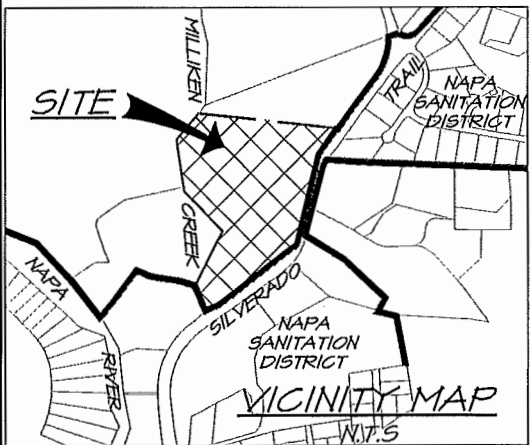 MILLIKEN
SITE
TRAIL
NAPA
SANITATION
DISTRICT
CREEK
NAPA
RIVER
SILVERADO
NAPA
SANITATION
DISTRICT
VICINITY MAP
N.T.S